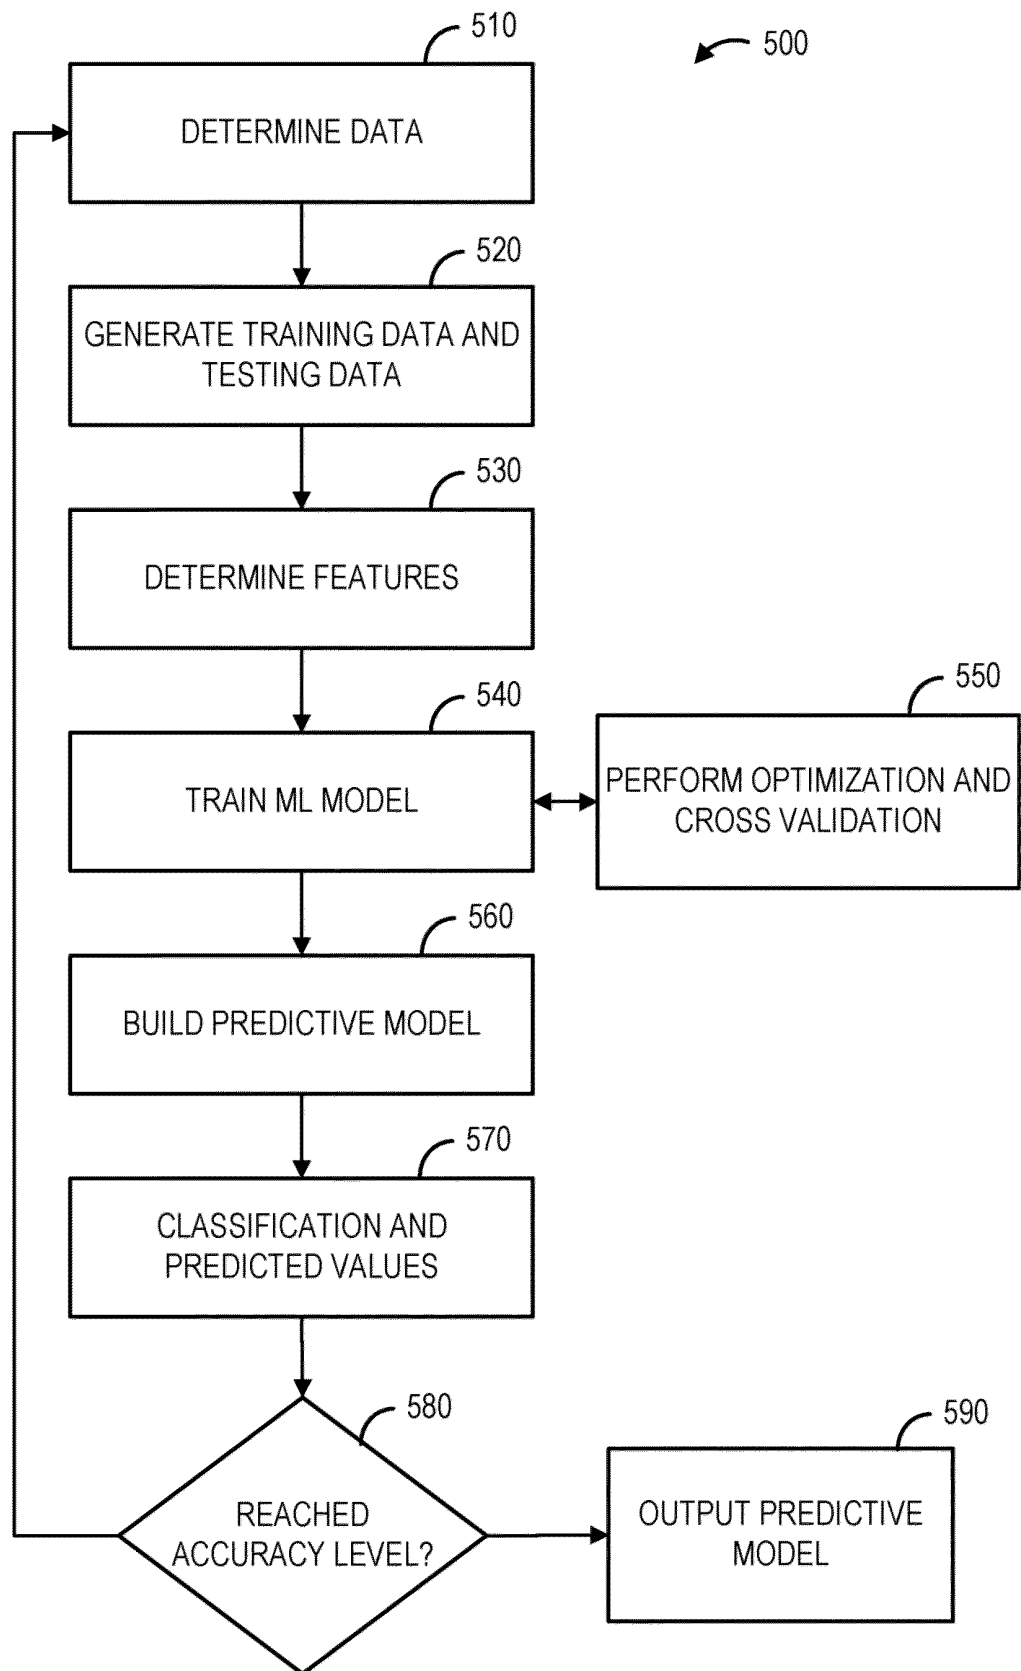 510
500
DETERMINE DATA
520
GENERATE TRAINING DATA AND
TESTING DATA
530
DETERMINE FEATURES
540
TRAIN ML MODEL
550
PERFORM OPTIMIZATION AND
CROSS VALIDATION
560
BUILD PREDICTIVE MODEL
570
CLASSIFICATION AND
PREDICTED VALUES
580
REACHED
ACCURACY LEVEL?
590
OUTPUT PREDICTIVE
MODEL